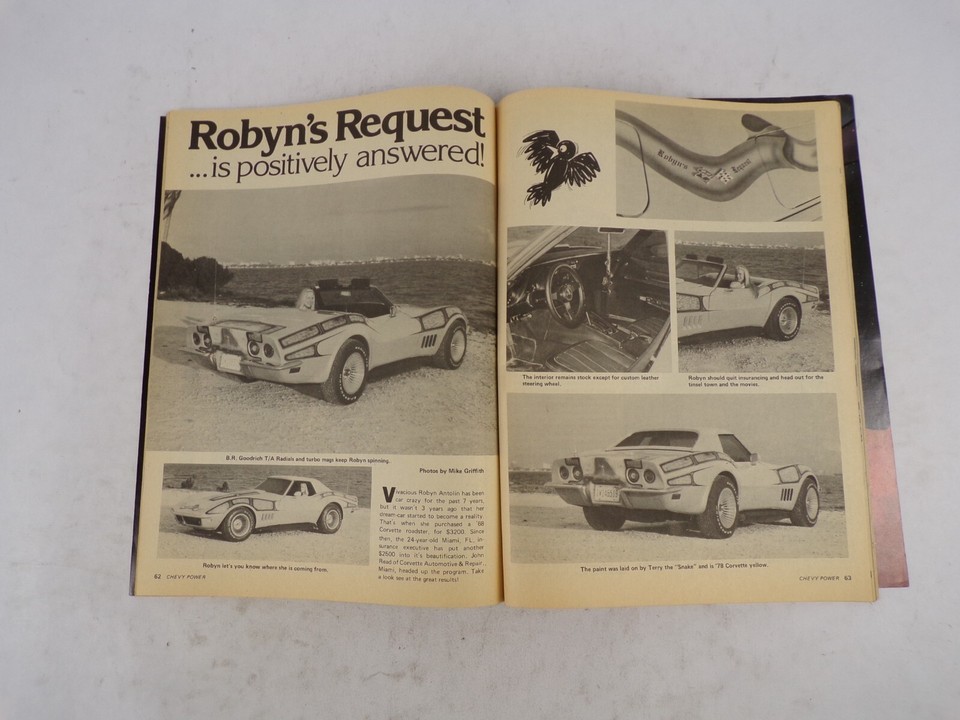 Robyn's Request
...is positively answered!
B.R. Goodrich T/A Radials and turbo mags keep Robyn spinning.
Photos by Mike Griffith
Vivacious Robyn Antolin has been
car crazy for the past 7 years,
but it wasn't 3 years ago that her
dream-car started to become a reality.
That's when she purchased a '68
Corvette roadster, for $3200. Since
then, the 24-year-old Miami, FL, in-
surance executive has put another
$2500 into it's beautification. John
Read of Corvette Automotive & Repair,
Miami, headed up the program. Take
a look see at the great results!
Robyn let's you know where she is coming from.
62 CHEVY POWER
Robyn's
Request
The interior remains stock except for custom leather
steering wheel.
Robyn should quit insurancing and head out for the
tinsel town and the movies.
The paint was laid on by Terry the "Snake" and is '78 Corvette yellow.
CHEVY POWER 63